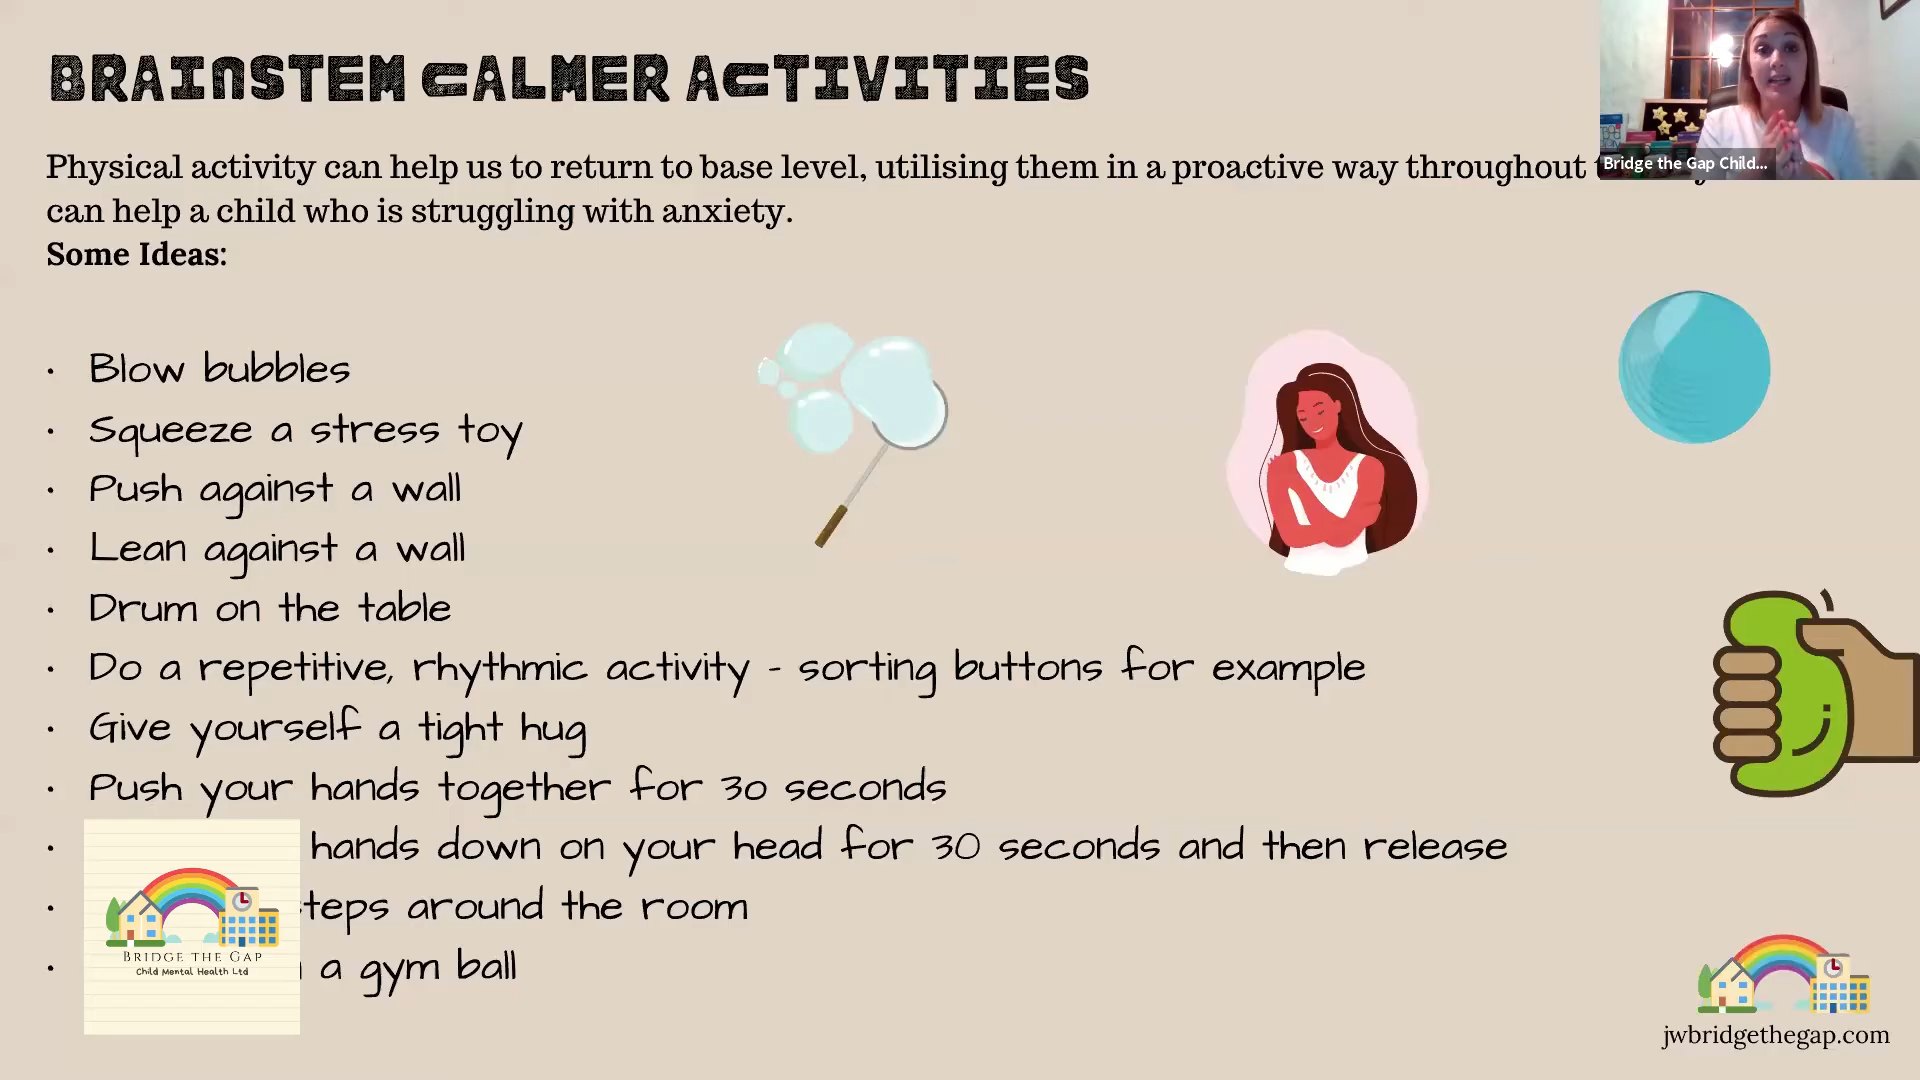 BRAINSTEM CALMER ACTIVITIES
Physical activity can help us to return to base level, utilising them in a proactive way throughout
can help a child who is struggling with anxiety.
Some Ideas:
• Blow bubbles
• Squeeze a stress toy
• Push against a wall
• Lean against a wall
• Drum on the table
• Do a repetitive, rhythmic activity - sorting buttons for example
• Give yourself a tight hug
• Push your hands together for 30 seconds
• hands down on your head for 30 seconds and then release
• teps around the room
• a gym ball
Bridge the Gap Child...
BRIDGE THE GAP
Child Mental Health Ltd
jwbridgethegap.com